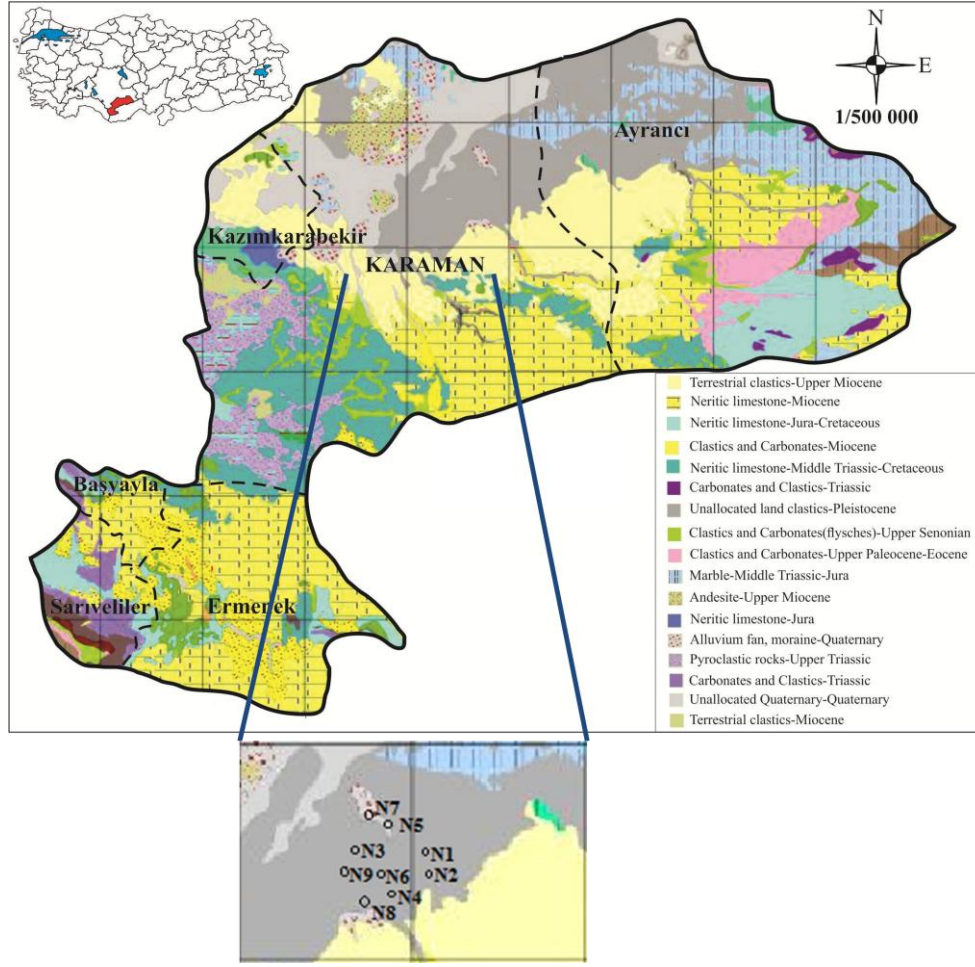 N
E
1/500 000
Ayrancı
Kazımkarabekir
KARAMAN
Başyayla
Sarıveliler
Ermenek
Terrestrial clastics-Upper Miocene
Neritic limestone-Miocene
Neritic limestone-Jura-Cretaceous
Clastics and Carbonates-Miocene
Neritic limestone-Middle Triassic-Cretaceous
Carbonates and Clastics-Triassic
Unallocated land clastics-Pleistocene
Clastics and Carbonates(flysches)-Upper Senonian
Clastics and Carbonates-Upper Paleocene-Eocene
Marble-Middle Triassic-Jura
Andesite-Upper Miocene
Neritic limestone-Jura
Alluvium fan, moraine-Quaternary
Pyroclastic rocks-Upper Triassic
Carbonates and Clastics-Triassic
Unallocated Quaternary-Quaternary
Terrestrial clastics-Miocene
N7
N5
N3
N1
N9
N6
N2
N4
N8